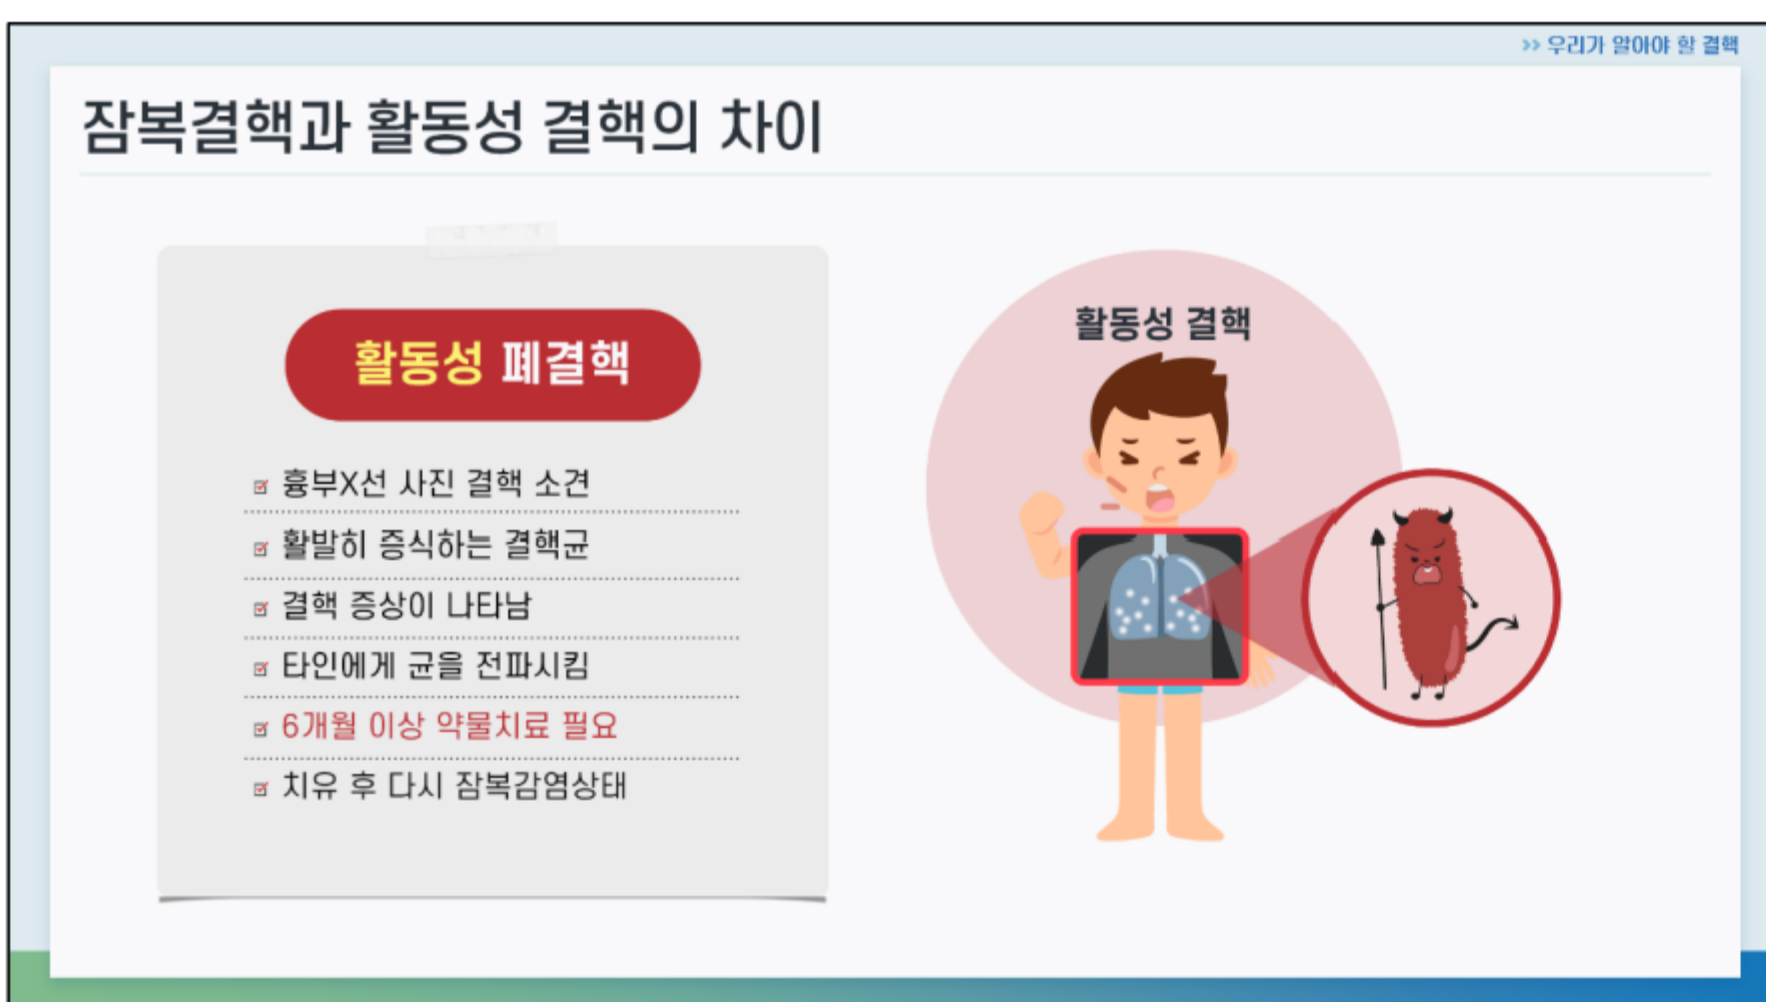 >> 우리가 알아야 할 결핵
잠복결핵과 활동성 결핵의 차이
활동성 폐결핵
흉부X선 사진 결핵 소견
활발히 증식하는 결핵균
결핵 증상이 나타남
타인에게 균을 전파시킴
6개월 이상 약물치료 필요
치유 후 다시 잠복감염상태
활동성 결핵